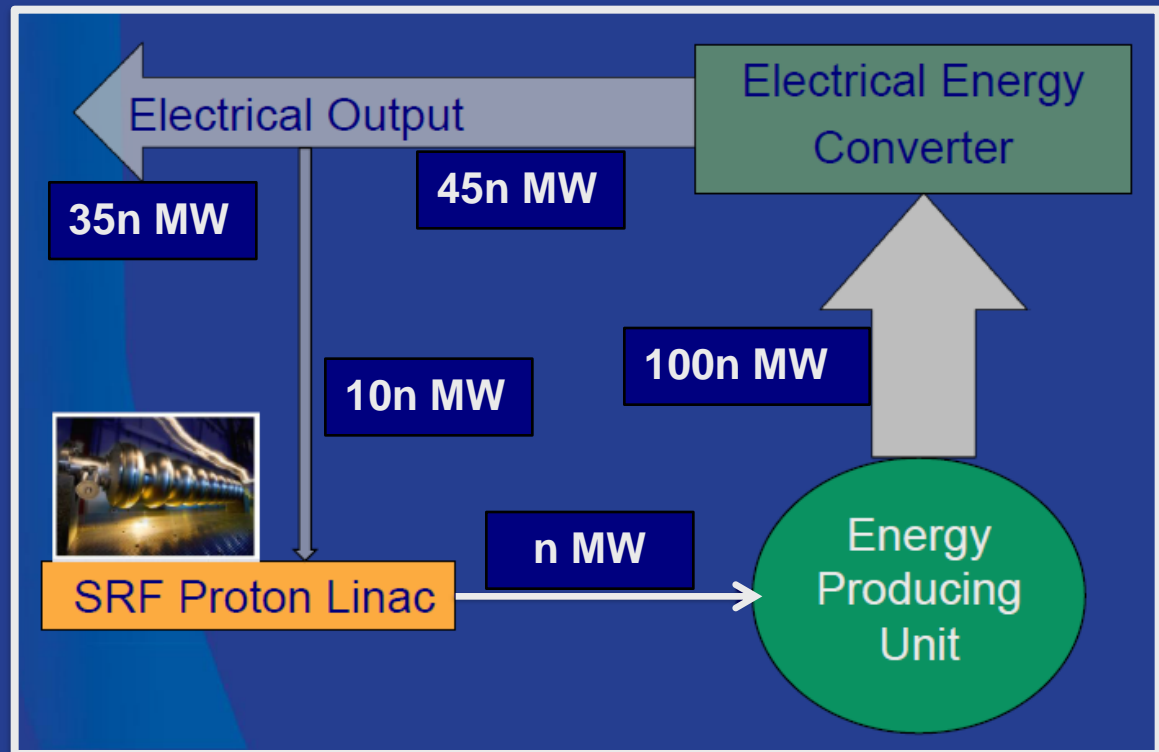 Electrical Energy
Converter
Electrical Output
45n MW
35n MW
100n MW
10n MW
n MW
SRF Proton Linac
Energy
Producing
Unit